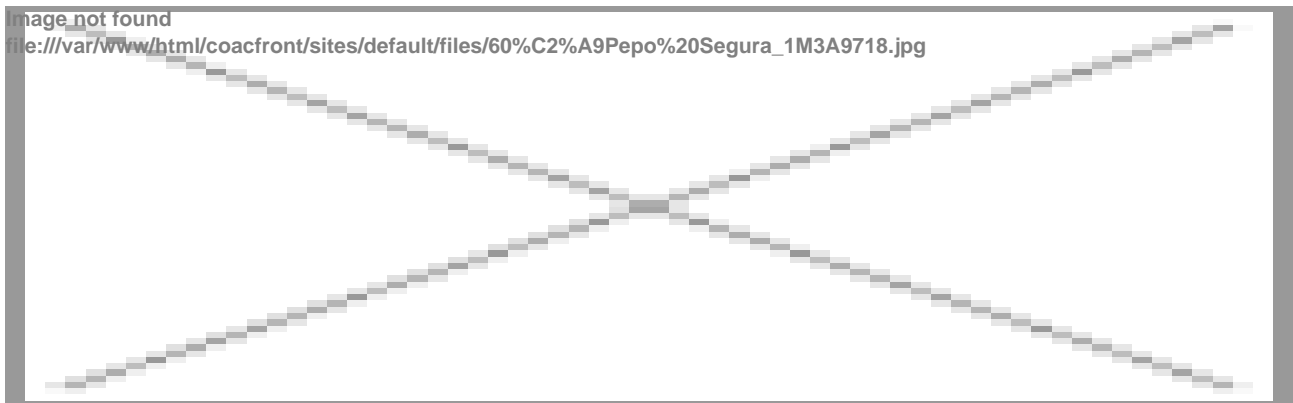 Image not found
file:///var/www/html/coacfront/sites/default/files/60%C2%A9Pepo%20Segura_1M3A9718.jpg